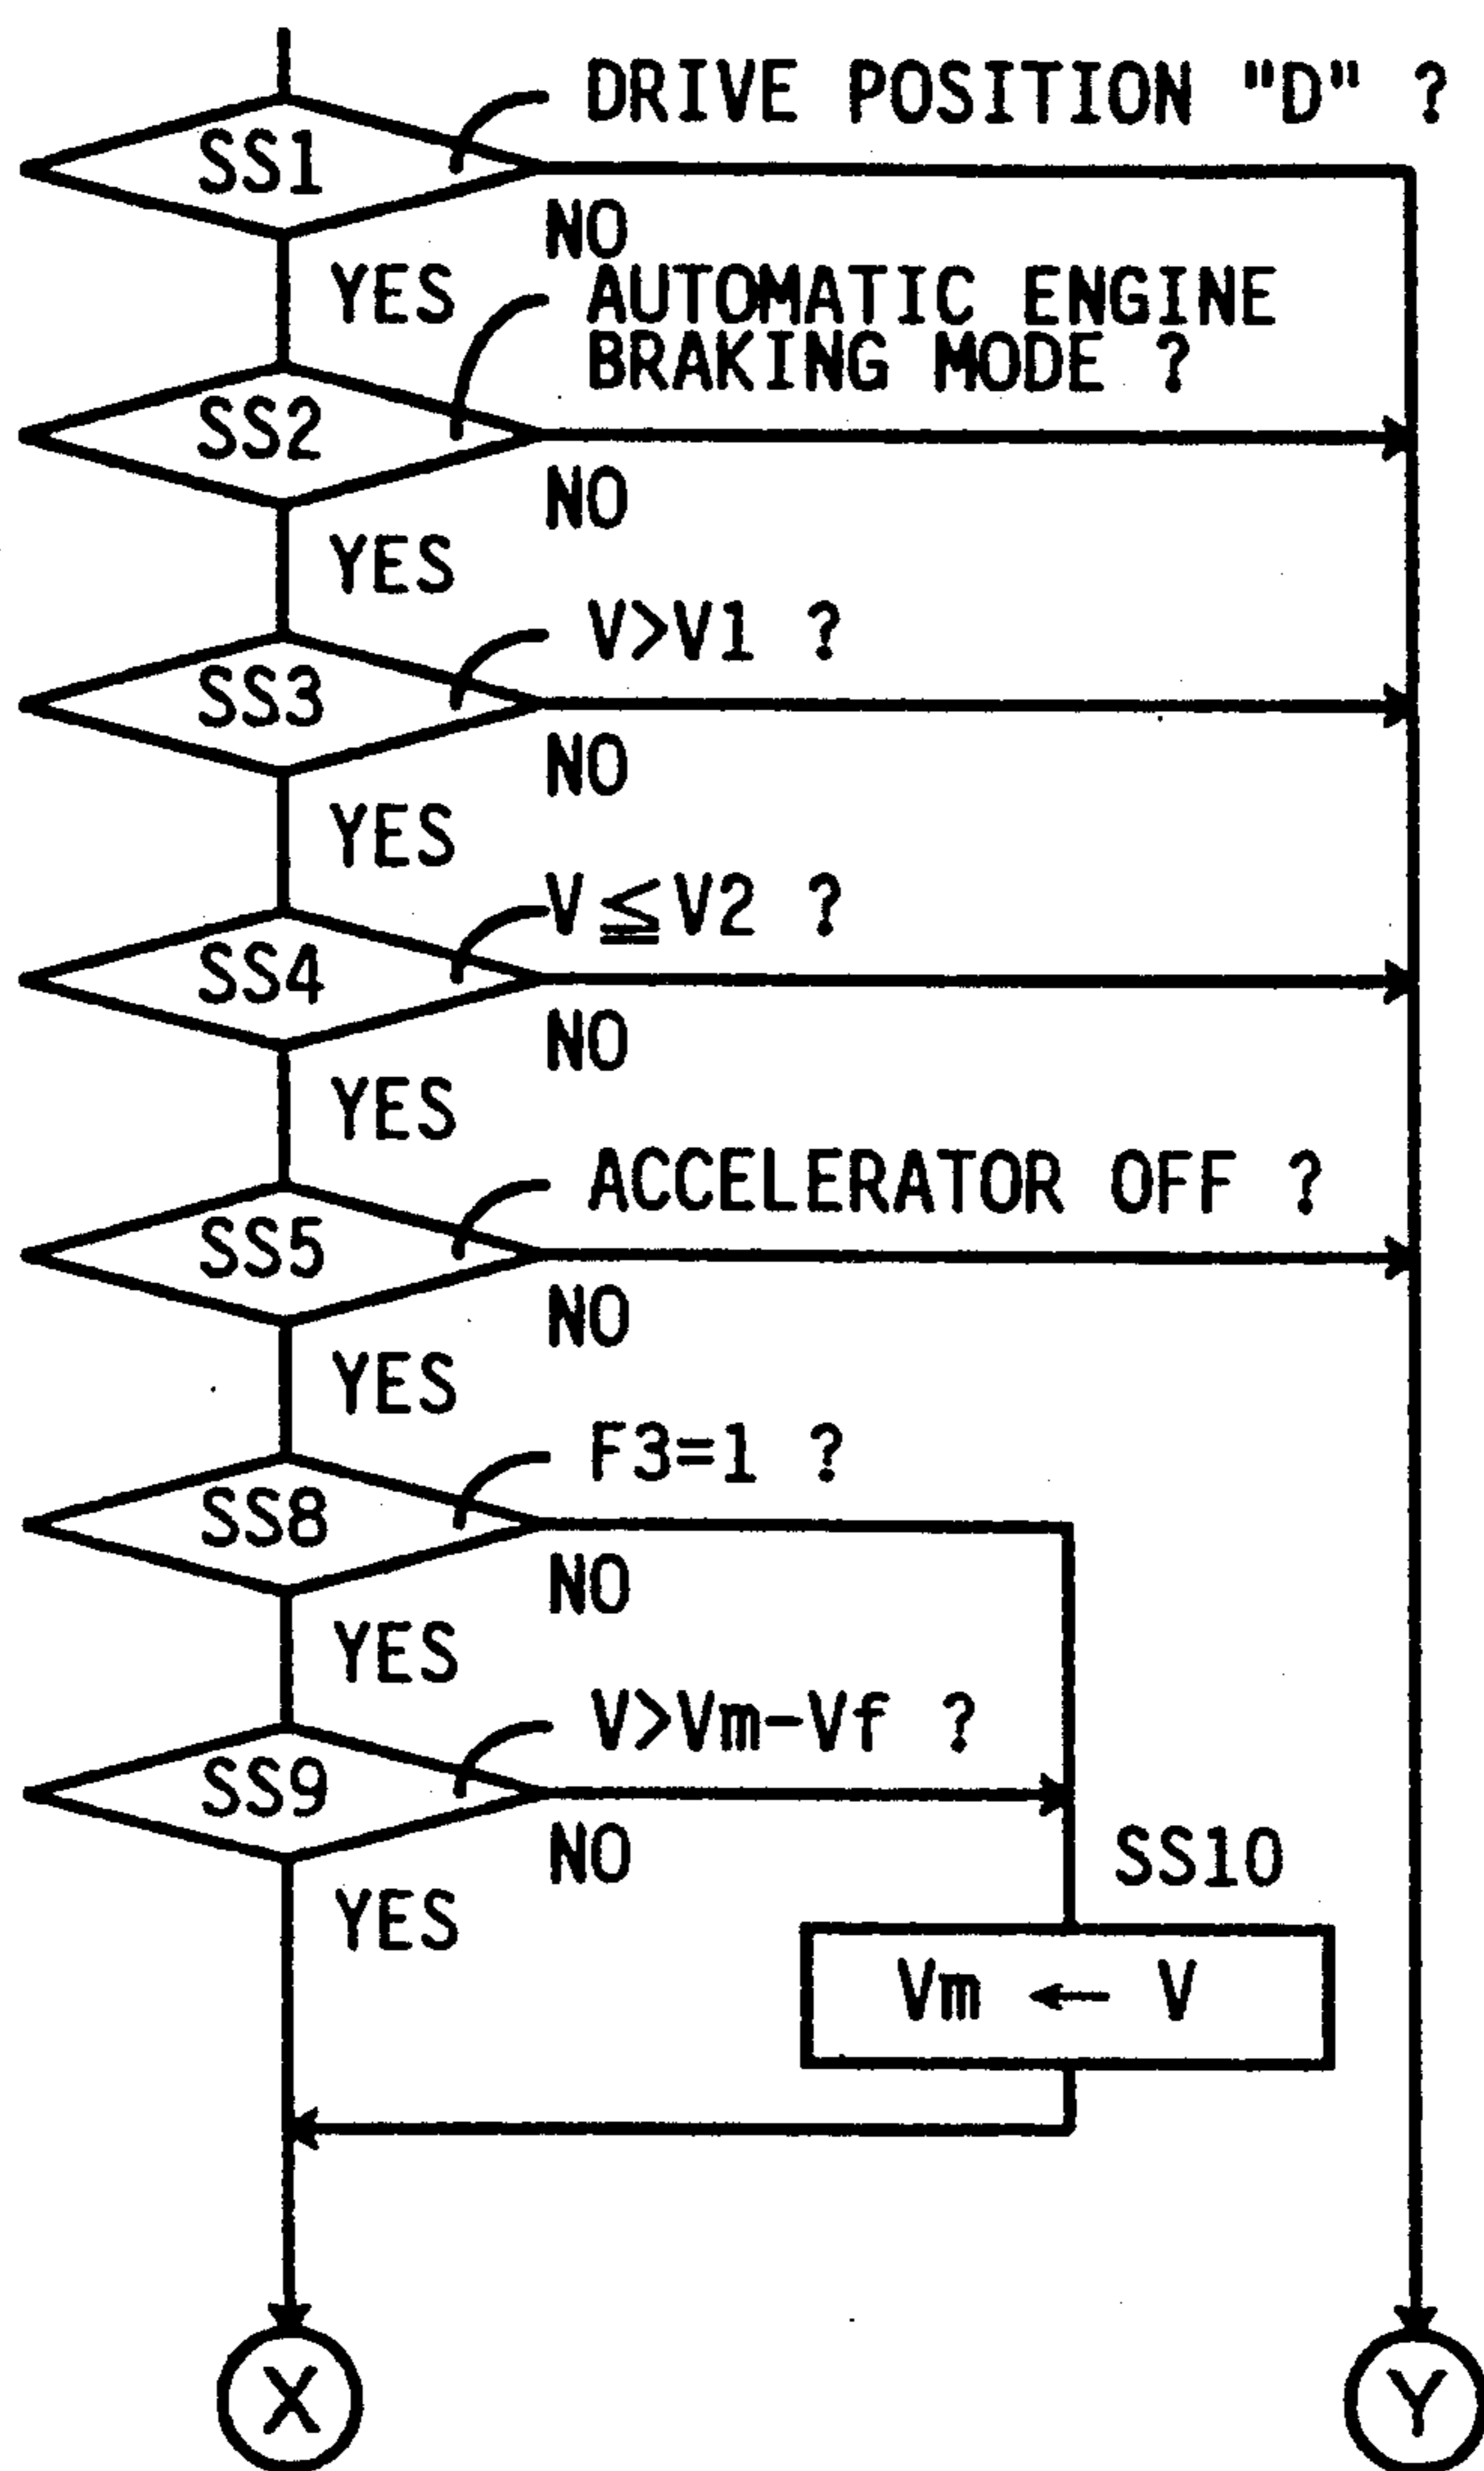 DRIVE POSITION "D" ?
SS1
NO
YES
AUTOMATIC ENGINE
BRAKING MODE ?
SS2
NO
YES
V>V1 ?
SS3
NO
YES
V≦V2 ?
SS4
NO
YES
ACCELERATOR OFF ?
SS5
NO
YES
F3=1 ?
SS8
NO
YES
V>Vm-Vf ?
SS9
NO
YES
SS10
Vm ← V
X
Y